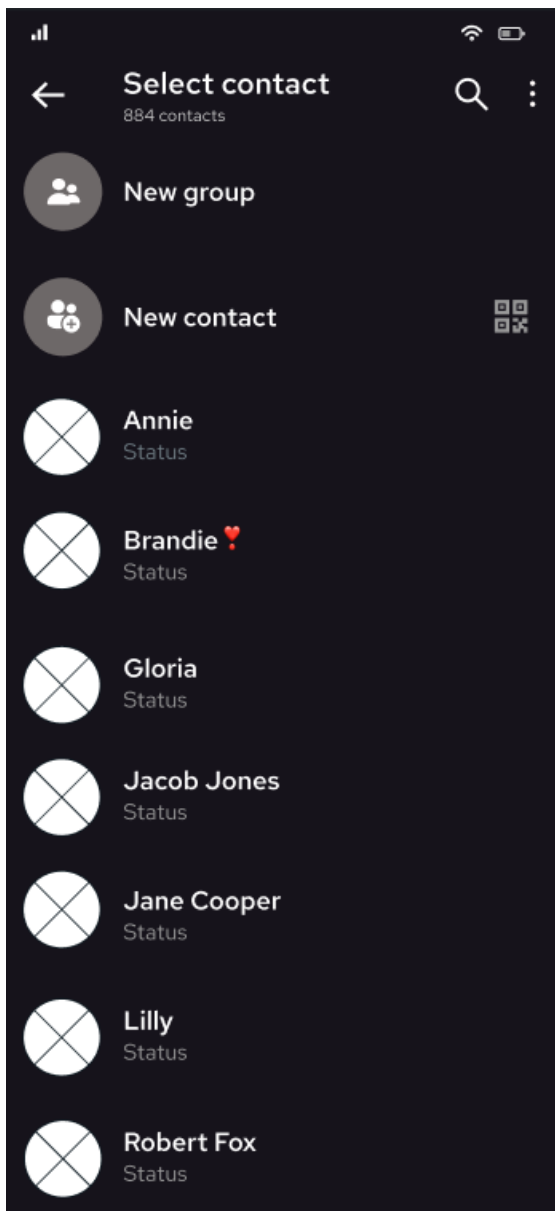 Select contact
884 contacts
New group
New contact
Annie
Status
Brandie❣️
Status
Gloria
Status
Jacob Jones
Status
Jane Cooper
Status
Lilly
Status
Robert Fox
Status